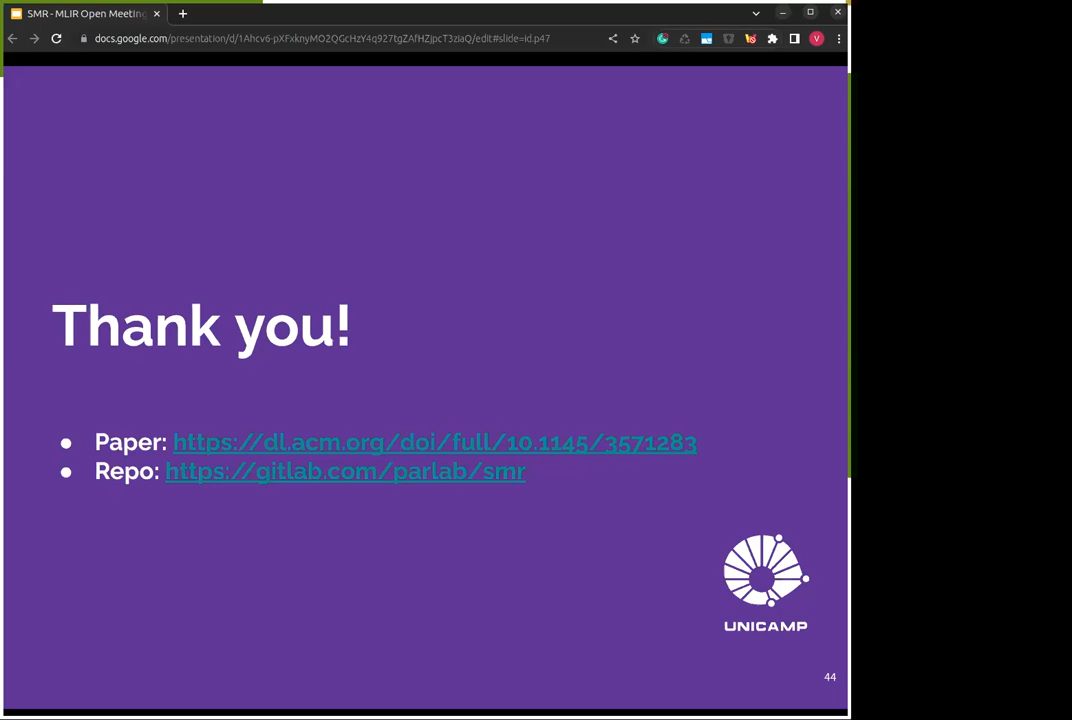 SMR - MLIR Open Meeting
docs.google.com/presentation/d/1Ahcv6-pXFxknyMO2QGcHzY4q927tgZAfHZjpcT3ziaQ/edit#slide=id.p47
V
Thank you!
● Paper: https://dl.acm.org/doi/full/10.1145/3571283
● Repo: https://gitlab.com/parlab/smr
UNICAMP
44